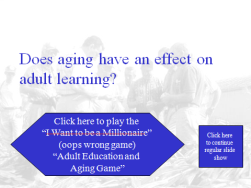 Does aging have an effect on
adult learning?
Click here to play the
“I Want to be a Millionaire”
(oops wrong game)
“Adult Education and
Aging Game”
Click here
to continue
regular slide
show